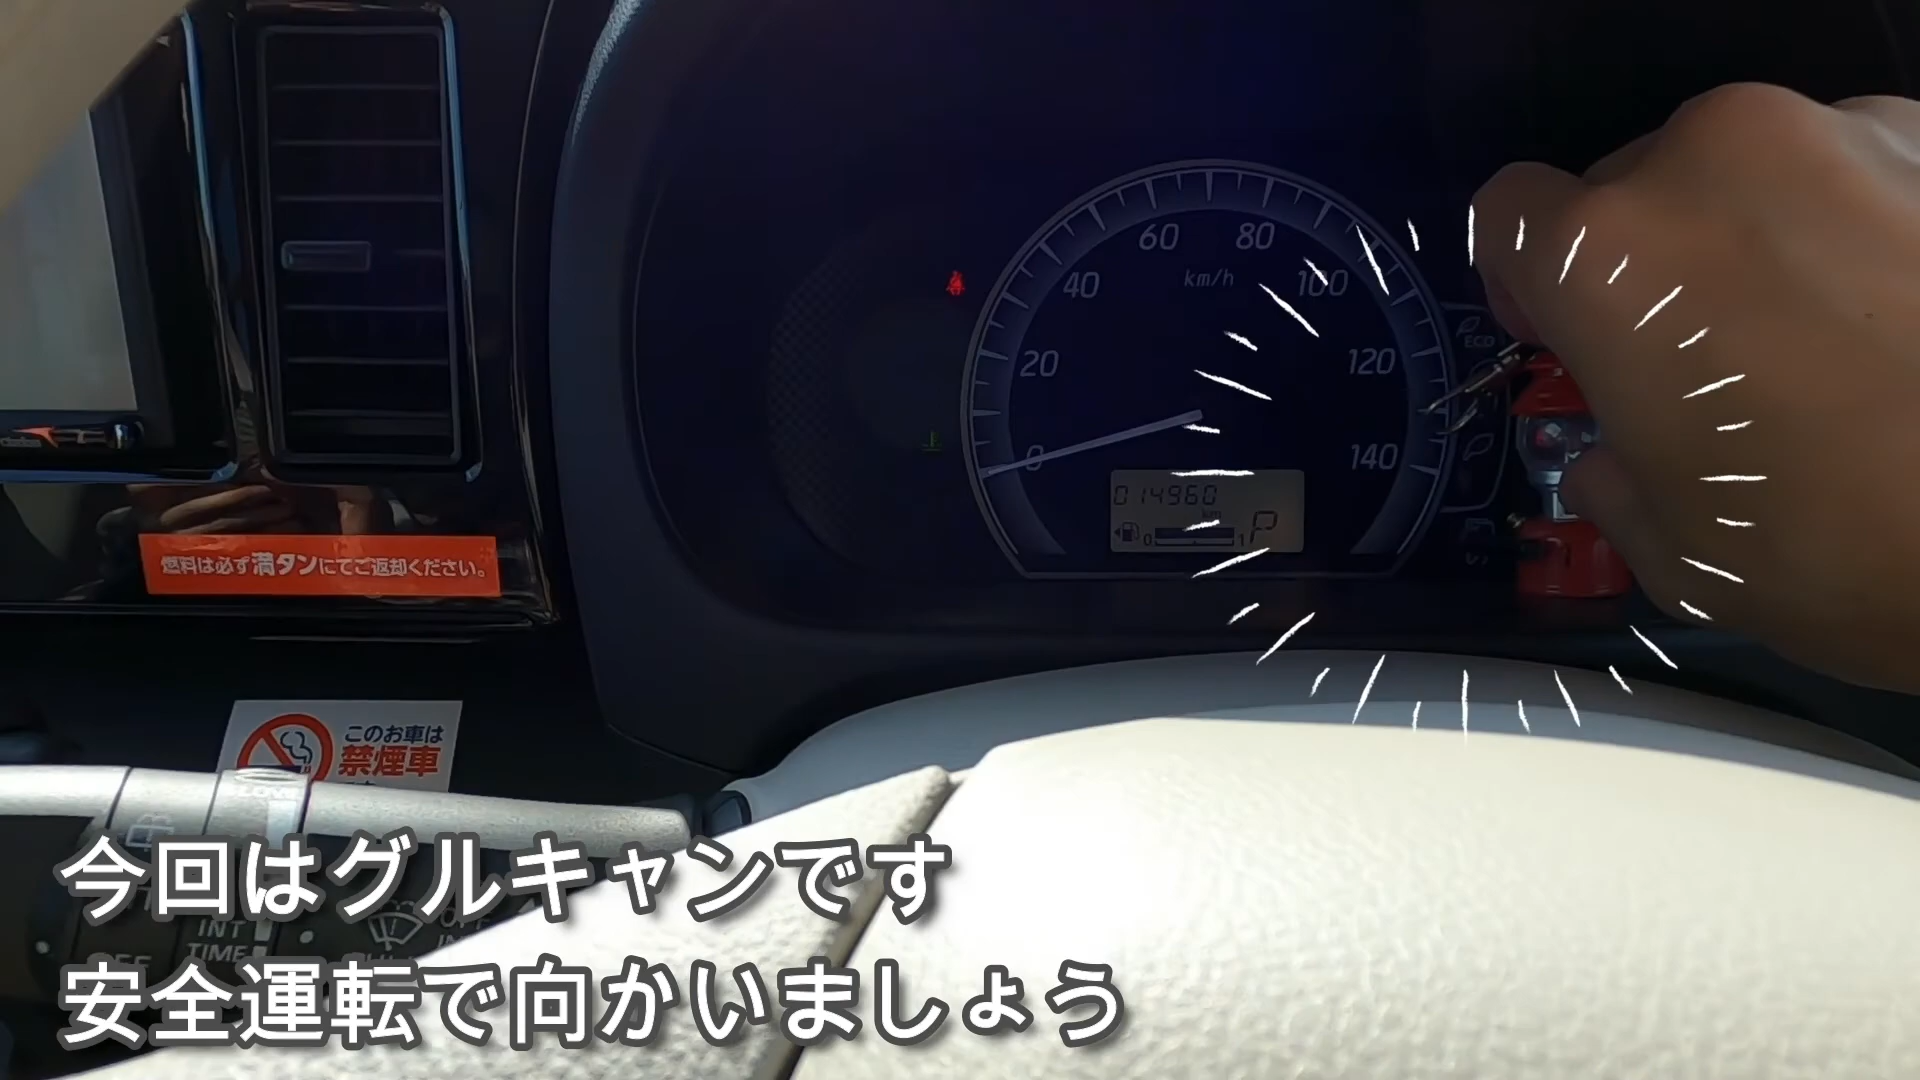 60
80
km/h
40
100
20
120
0
140
ECO
014960
km
0
1
P
燃料は必ず満タンにてご返却ください。
このお車は
禁煙車
今回はグルキャンです
INT
TIME
OFF
安全運転で向かいましょう